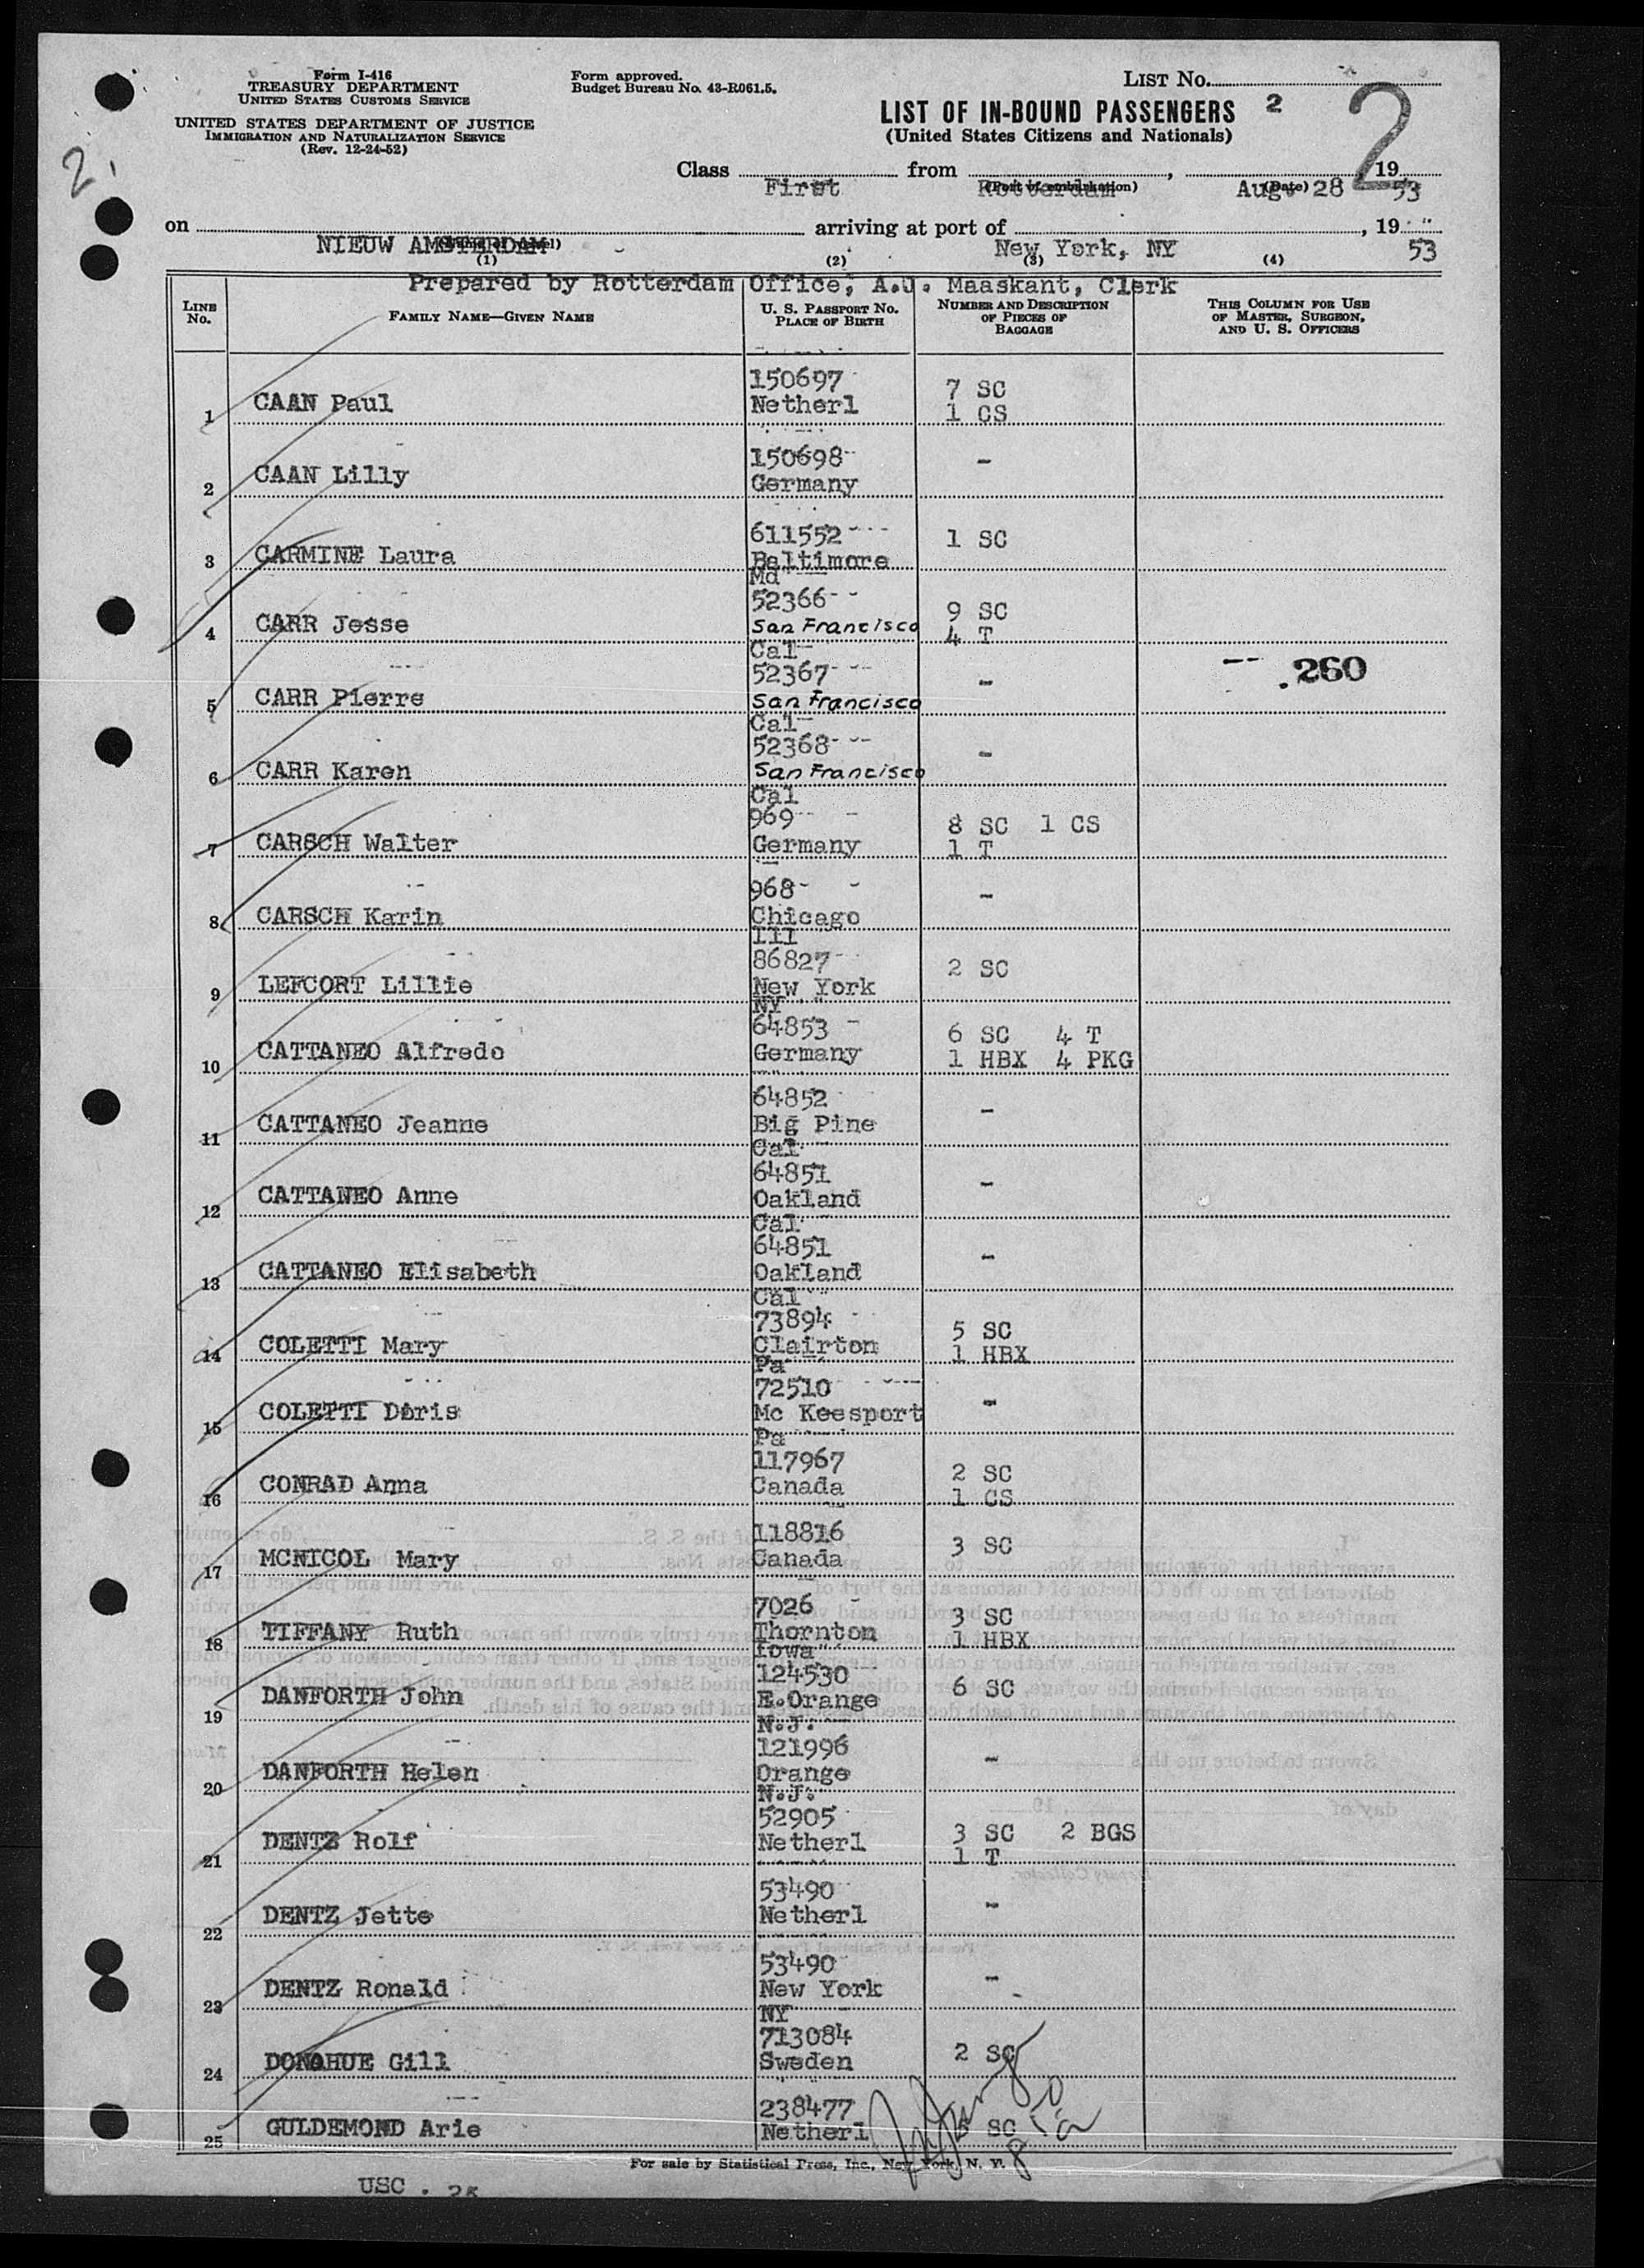 Form I-416
TREASURY DEPARTMENT
UNITED STATES CUSTOMS SERVICE
UNITED STATES DEPARTMENT OF JUSTICE
IMMIGRATION AND NATURALIZATION SERVICE
(Rev. 12-24-52)
Form approved.
Budget Bureau No. 43-R061.5.
LIST No.
2
LIST OF IN-BOUND PASSENGERS 2
(United States Citizens and Nationals)
2
Class First from Rotterdam, Aug. 28 1953
(Port of embarkation) (Date)
on NIEUW AMSTERDAM arriving at port of New York, NY, 1953
(1) (2) (3) (4)
Prepared by Rotterdam Office, A.J. Maaskant, Clerk
LINE No. FAMILY NAME—GIVEN NAME U. S. PASSPORT No. PLACE OF BIRTH NUMBER AND DESCRIPTION OF PIECES OF BAGGAGE THIS COLUMN FOR USE OF MASTER, SURGEON, AND U. S. OFFICERS
1 CAAN Paul 150697 Netherl 7 SC 1 CS
2 CAAN Lilly 150698 Germany -
3 CARMINE Laura 611552 Baltimore Md 1 SC
4 CARR Jesse 52366 San Francisco Cal 9 SC 4 T
5 CARR Pierre 52367 San Francisco Cal - .260
6 CARR Karen 52368 San Francisco Cal -
7 CARSCH Walter 969 Germany 8 SC 1 CS 1 T
8 CARSCH Karin 968 Chicago Ill -
9 LEFCORT Lillie 86827 New York NY 2 SC
10 CATTANEO Alfredo 64853 Germany 6 SC 4 T 1 HBX 4 PKG
11 CATTANEO Jeanne 64852 Big Pine Cal -
12 CATTANEO Anne 64851 Oakland Cal -
13 CATTANEO Elisabeth 64851 Oakland Cal -
14 COLETTI Mary 73894 Clairton Pa 5 SC 1 HBX
15 COLETTI Doris 72510 Mc Keesport Pa -
16 CONRAD Anna 117967 Canada 2 SC 1 CS
17 MCNICOL Mary 118816 Canada 3 SC
18 TIFFANY Ruth 7026 Thornton Iowa 3 SC 1 HBX
19 DANFORTH John 124530 E.Orange N.J. 6 SC
20 DANFORTH Helen 121996 Orange N.J. -
21 DENTZ Rolf 52905 Netherl 3 SC 2 BGS 1 T
22 DENTZ Jette 53490 Netherl -
23 DENTZ Ronald 53490 New York NY -
24 DONAHUE Gill 713084 Sweden 2 SC
25 GULDEMOND Arie 238477 Netherl 5 SC
For sale by Statistical Press, Inc., New York, N. Y.
USC . 25